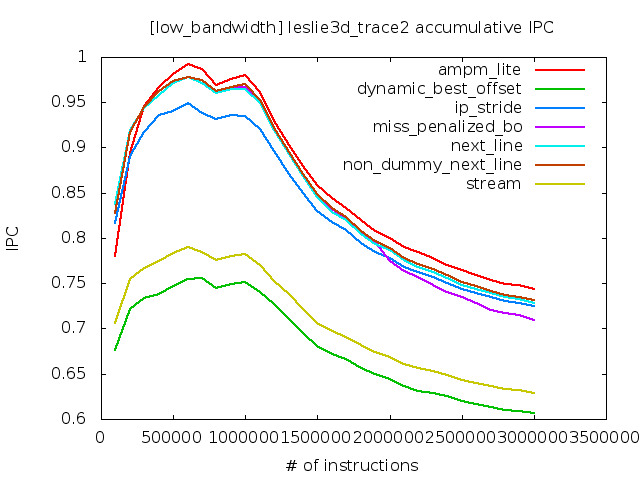 [low_bandwidth] leslie3d_trace2 accumulative IPC
1
0.95
0.9
0.85
0.8
0.75
0.7
0.65
0.6
IPC
ampm_lite
dynamic_best_offset
ip_stride
miss_penalized_bo
next_line
non_dummy_next_line
stream
0 500000 1000000 1500000 2000000 2500000 3000000 3500000
# of instructions